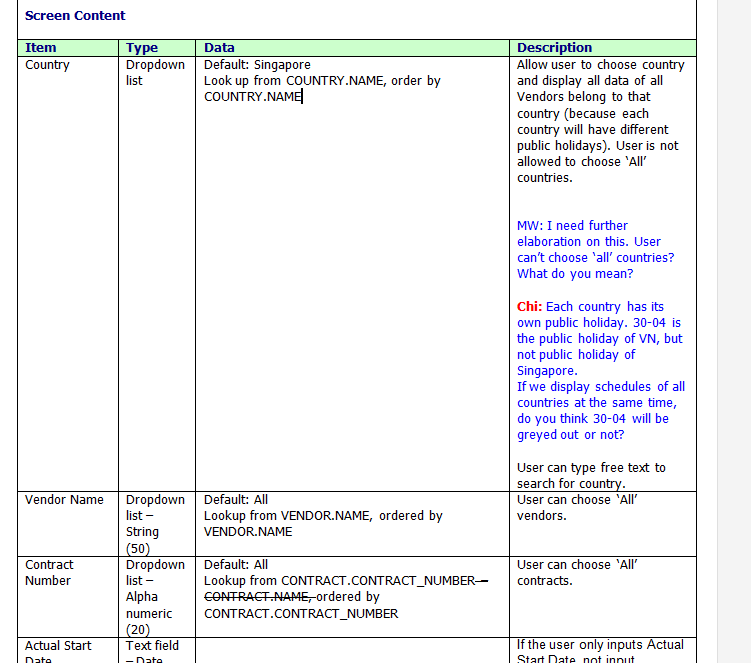 Screen Content
Item Type Data Description
Country
Dropdown
list
Default: Singapore
Look up from COUNTRY.NAME, order by
COUNTRY.NAME
Allow user to choose country
and display all data of all
Vendors belong to that
country (because each
country will have different
public holidays). User is not
allowed to choose ‘All’
countries.
MW: I need further
elaboration on this. User
can’t choose ‘all’ countries?
What do you mean?
Chi: Each country has its
own public holiday. 30-04 is
the public holiday of VN, but
not public holiday of
Singapore.
If we display schedules of all
countries at the same time,
do you think 30-04 will be
greyed out or not?
User can type free text to
search for country.
Vendor Name
Dropdown
list –
String
(50)
Default: All
Lookup from VENDOR.NAME, ordered by
VENDOR.NAME
User can choose ‘All’
vendors.
Contract
Number
Dropdown
list –
Alpha
numeric
(20)
Default: All
Lookup from CONTRACT.CONTRACT_NUMBER –
CONTRACT.NAME, ordered by
CONTRACT.CONTRACT_NUMBER
User can choose ‘All’
contracts.
Actual Start
Date
Text field
– Date
If the user only inputs Actual
Start Date, not input